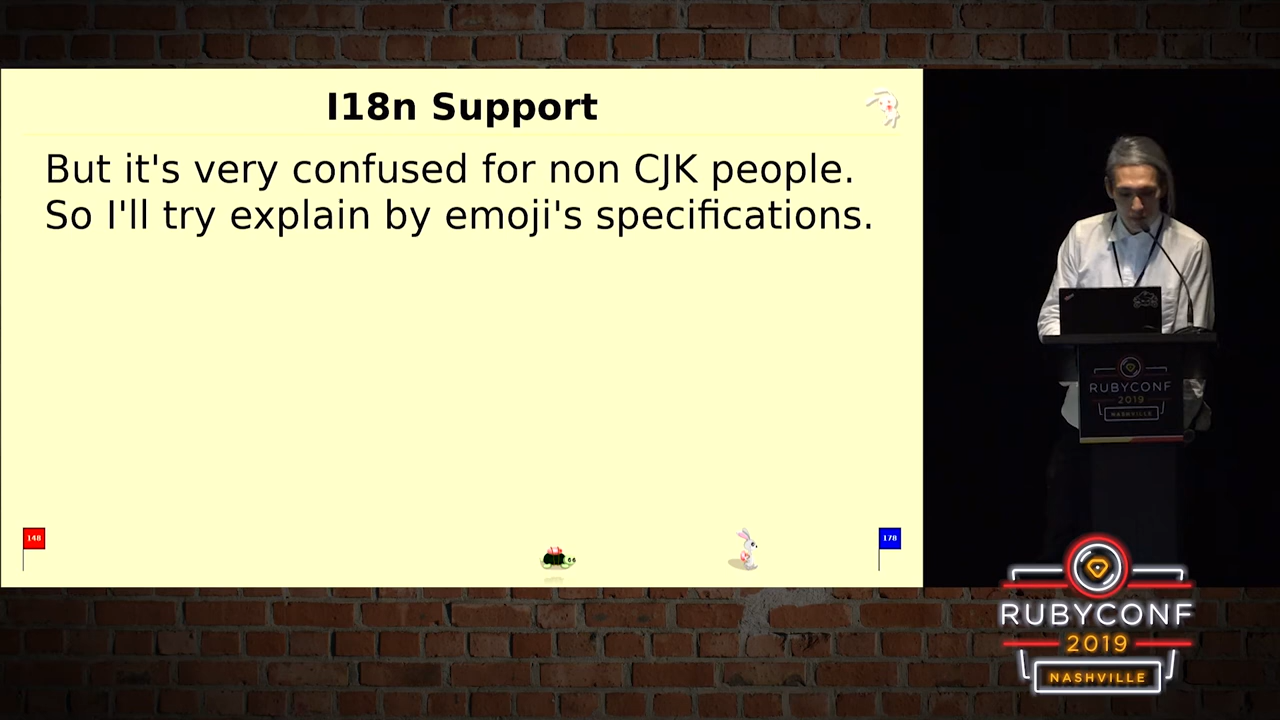 I18n Support
But it's very confused for non CJK people.
So I'll try explain by emoji's specifications.
148
178
RUBYCONF
2019
NASHVILLE
RUBYCONF
2019
NASHVILLE